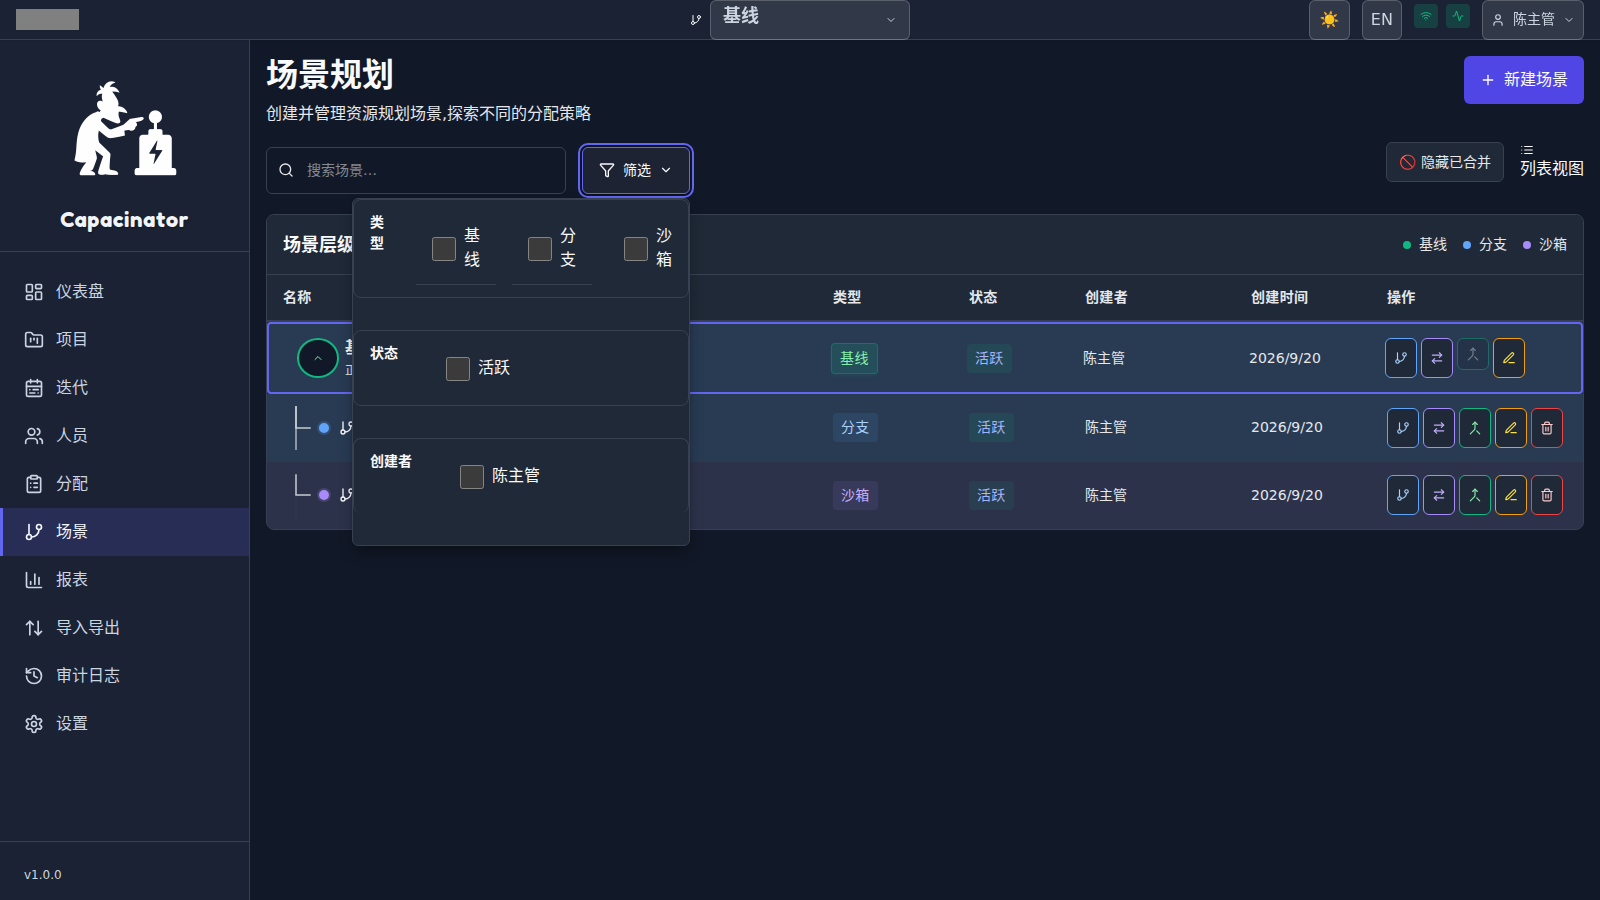 基线
EN
陈主管
Capacinator
仪表盘
项目
迭代
人员
分配
场景
报表
导入导出
审计日志
设置
v1.0.0
场景规划
创建并管理资源规划场景,探索不同的分配策略
新建场景
搜索场景...
筛选
隐藏已合并
列表视图
类型
基线
分支
沙箱
状态
活跃
创建者
陈主管
场景层级
基线
分支
沙箱
名称
类型
状态
创建者
创建时间
操作
基线
活跃
陈主管
2026/9/20
分支
活跃
陈主管
2026/9/20
沙箱
活跃
陈主管
2026/9/20